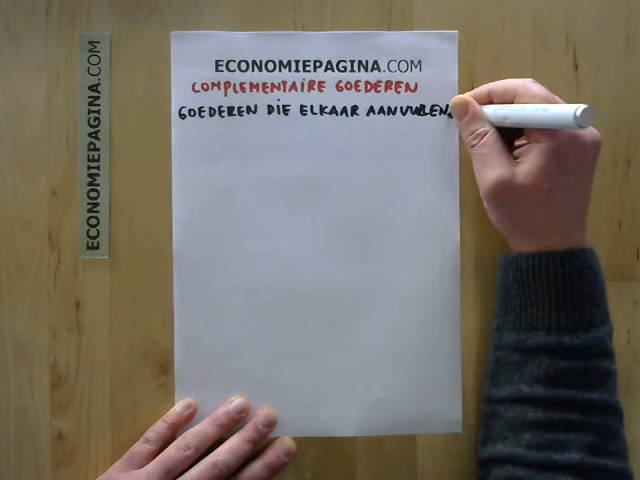 ECONOMIEPAGINA.COM
COMPLEMENTAIRE GOEDEREN
GOEDEREN DIE ELKAAR AANVULLEN.
ECONOMIEPAGINA.COM